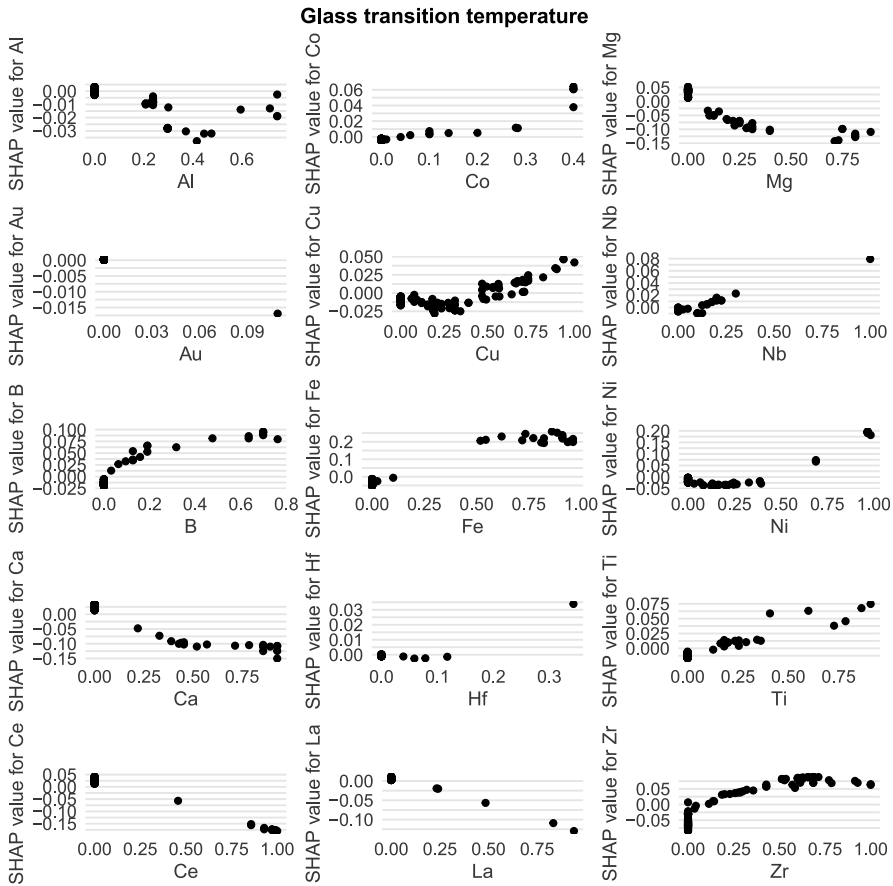 Glass transition temperature
SHAP value for Al
0.00
−0.01
−0.02
−0.03
0.0 0.2 0.4 0.6
Al
SHAP value for Co
0.06
0.04
0.02
0.00
0.0 0.1 0.2 0.3 0.4
Co
SHAP value for Mg
0.05
0.00
−0.05
−0.10
0.15
0.00 0.25 0.50 0.75
Mg
SHAP value for Au
0.000
−0.005
−0.01
−0.015
0.00 0.03 0.06 0.09
Au
SHAP value for Cu
0.050
0.025
0.000
−0.025
0.00 0.25 0.50 0.75 1.00
Cu
SHAP value for Nb
0.08
0.06
0.04
0.02
0.00
0.00 0.25 0.50 0.75 1.00
Nb
SHAP value for B
0.100
0.075
0.050
0.025
0.000
−0.025
0.0 0.2 0.4 0.6 0.8
B
SHAP value for Fe
0.2
0.1
0.0
0.00 0.25 0.50 0.75 1.00
Fe
SHAP value for Ni
0.20
0.15
0.10
0.05
0.00
−0.05
0.00 0.25 0.50 0.75 1.00
Ni
SHAP value for Ca
0.00
−0.05
−0.10
−0.15
0.00 0.25 0.50 0.75
Ca
SHAP value for Hf
0.03
0.02
0.01
0.00
0.0 0.1 0.2 0.3
Hf
SHAP value for Ti
0.075
0.050
0.025
0.000
0.00 0.25 0.50 0.75
Ti
SHAP value for Ce
0.05
0.00
−0.05
−0.10
−0.15
0.00 0.25 0.50 0.75 1.00
Ce
SHAP value for La
0.00
−0.05
−0.10
0.00 0.25 0.50 0.75
La
SHAP value for Zr
0.05
0.00
−0.05
0.00 0.25 0.50 0.75 1.00
Zr